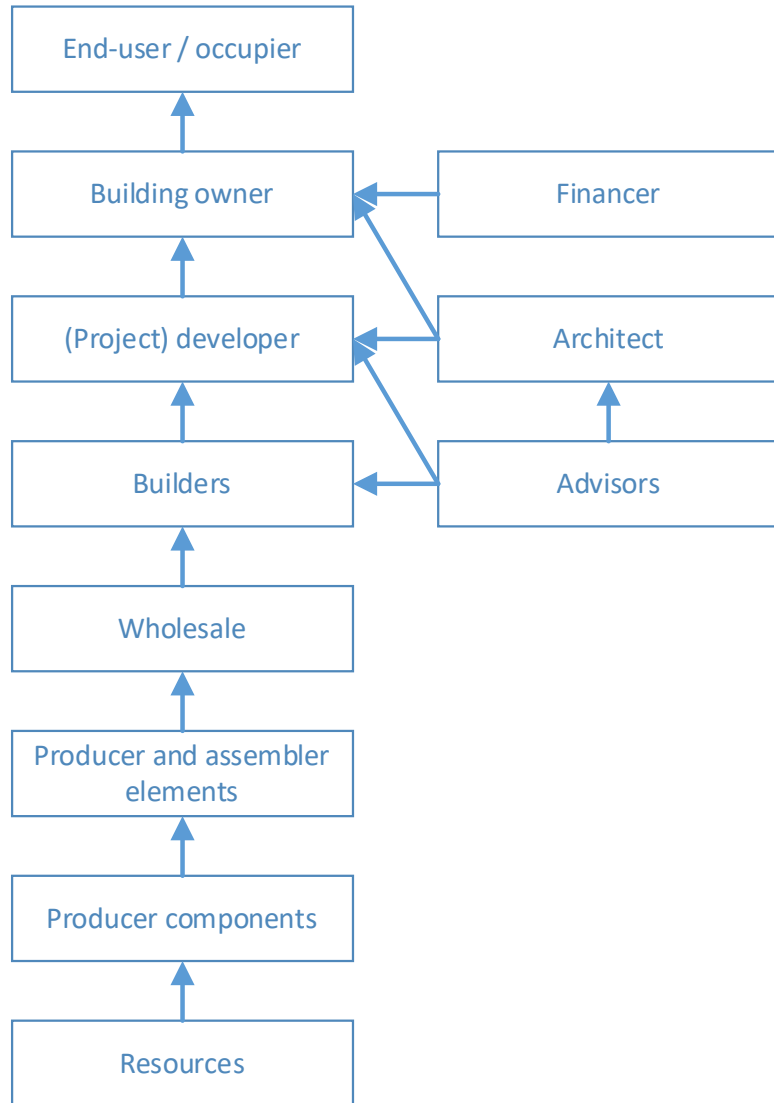 End-user / occupier
Building owner
Financer
(Project) developer
Architect
Builders
Advisors
Wholesale
Producer and assembler
elements
Producer components
Resources